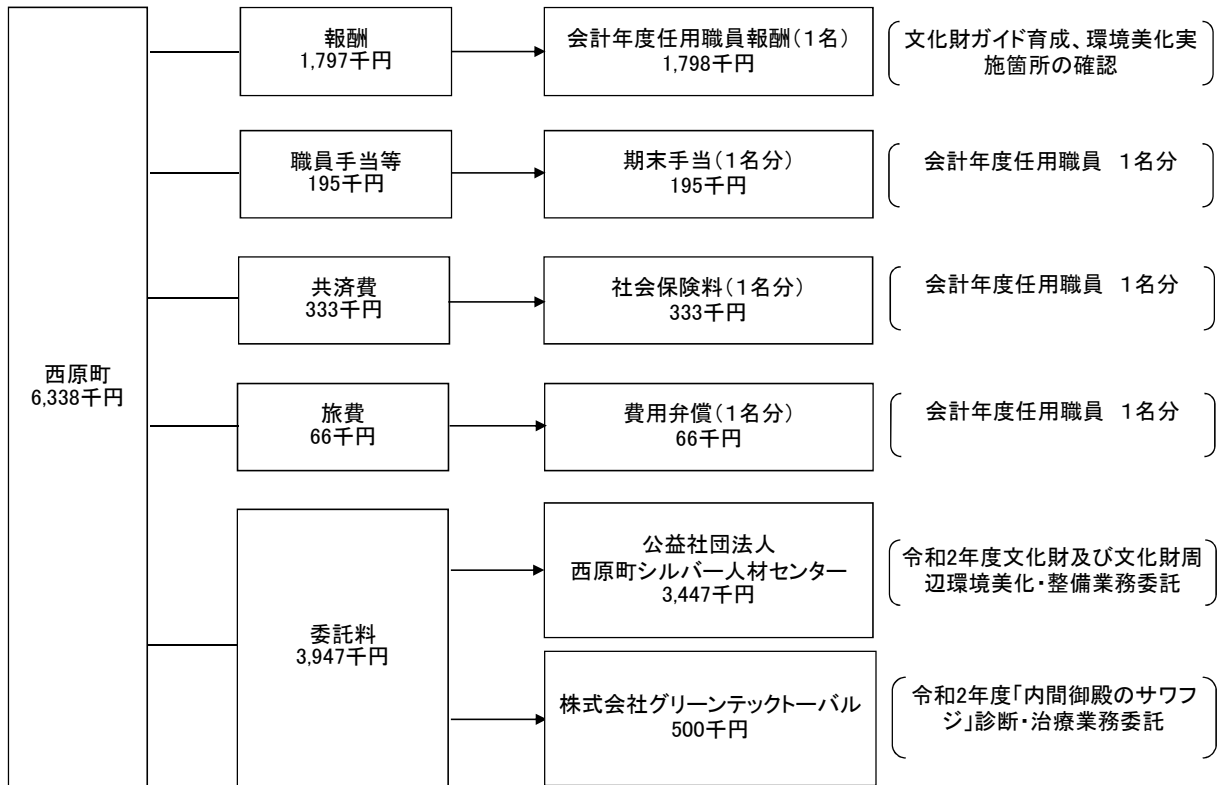 西原町
6,338千円
報酬
1,797千円
会計年度任用職員報酬(1名)
1,798千円
文化財ガイド育成、環境美化実
施箇所の確認
職員手当等
195千円
期末手当(1名分)
195千円
会計年度任用職員 1名分
共済費
333千円
社会保険料(1名分)
333千円
会計年度任用職員 1名分
旅費
66千円
費用弁償(1名分)
66千円
会計年度任用職員 1名分
委託料
3,947千円
公益社団法人
西原町シルバー人材センター
3,447千円
令和2年度文化財及び文化財周
辺環境美化・整備業務委託
株式会社グリーンテックトーバル
500千円
令和2年度「内間御殿のサワフ
ジ」診断・治療業務委託